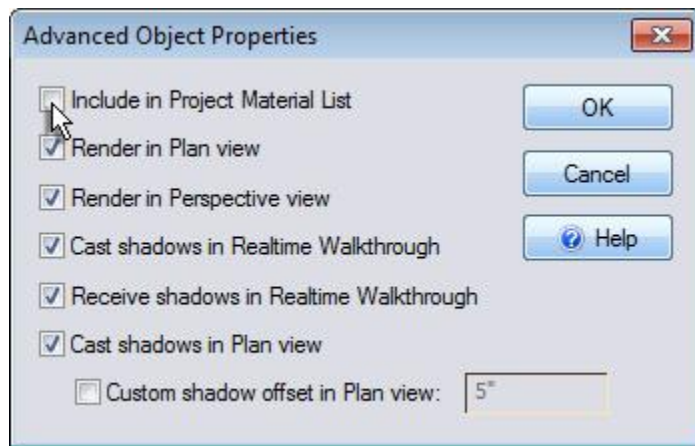 Advanced Object Properties
Include in Project Material List
OK
Render in Plan view
Cancel
Render in Perspective view
Help
Cast shadows in Realtime Walkthrough
Receive shadows in Realtime Walkthrough
Cast shadows in Plan view
Custom shadow offset in Plan view: 5"